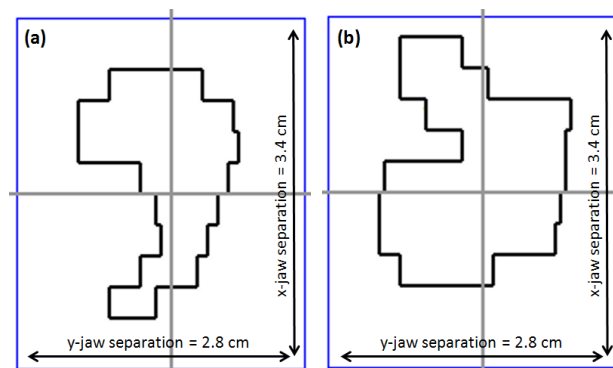 (a)
x-jaw separation = 3.4 cm
y-jaw separation = 2.8 cm
(b)
x-jaw separation = 3.4 cm
y-jaw separation = 2.8 cm